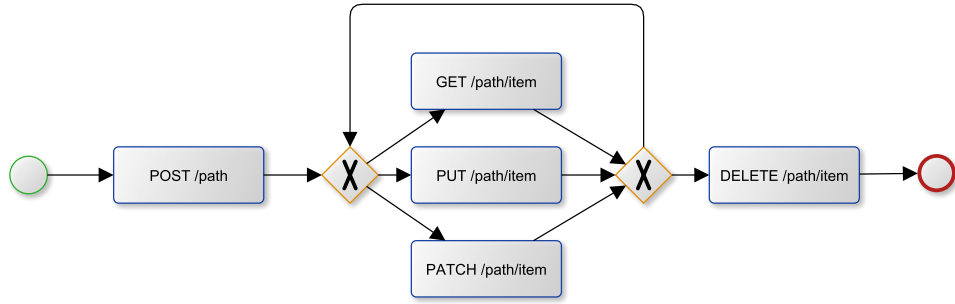 GET /path/item
POST /path
X
PUT /path/item
X
DELETE /path/item
PATCH /path/item